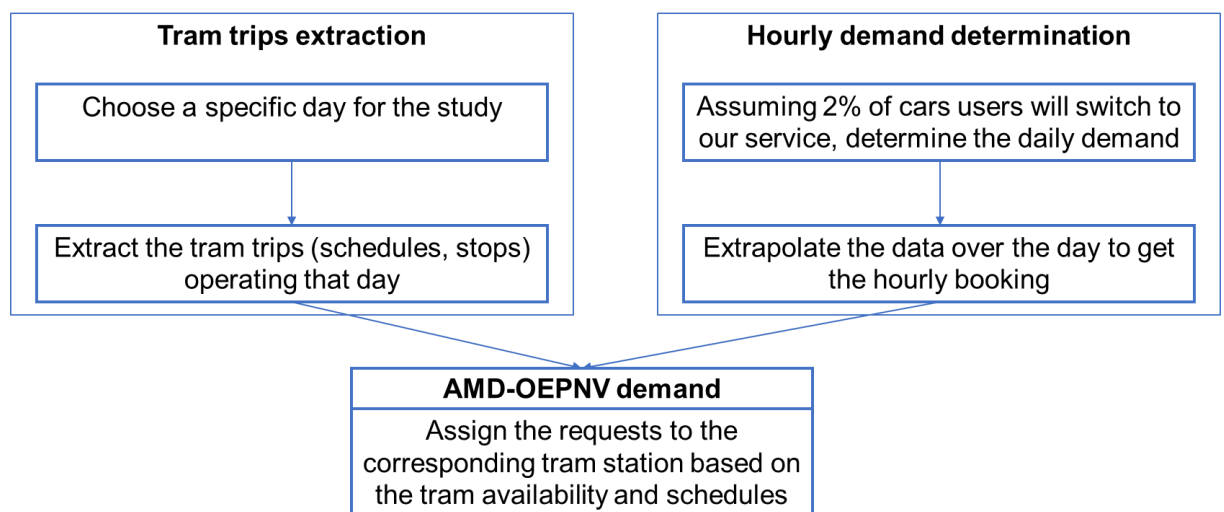 Tram trips extraction
Choose a specific day for the study
Extract the tram trips (schedules, stops)
operating that day
Hourly demand determination
Assuming 2% of cars users will switch to
our service, determine the daily demand
Extrapolate the data over the day to get
the hourly booking
AMD-OEPNV demand
Assign the requests to the
corresponding tram station based on
the tram availability and schedules